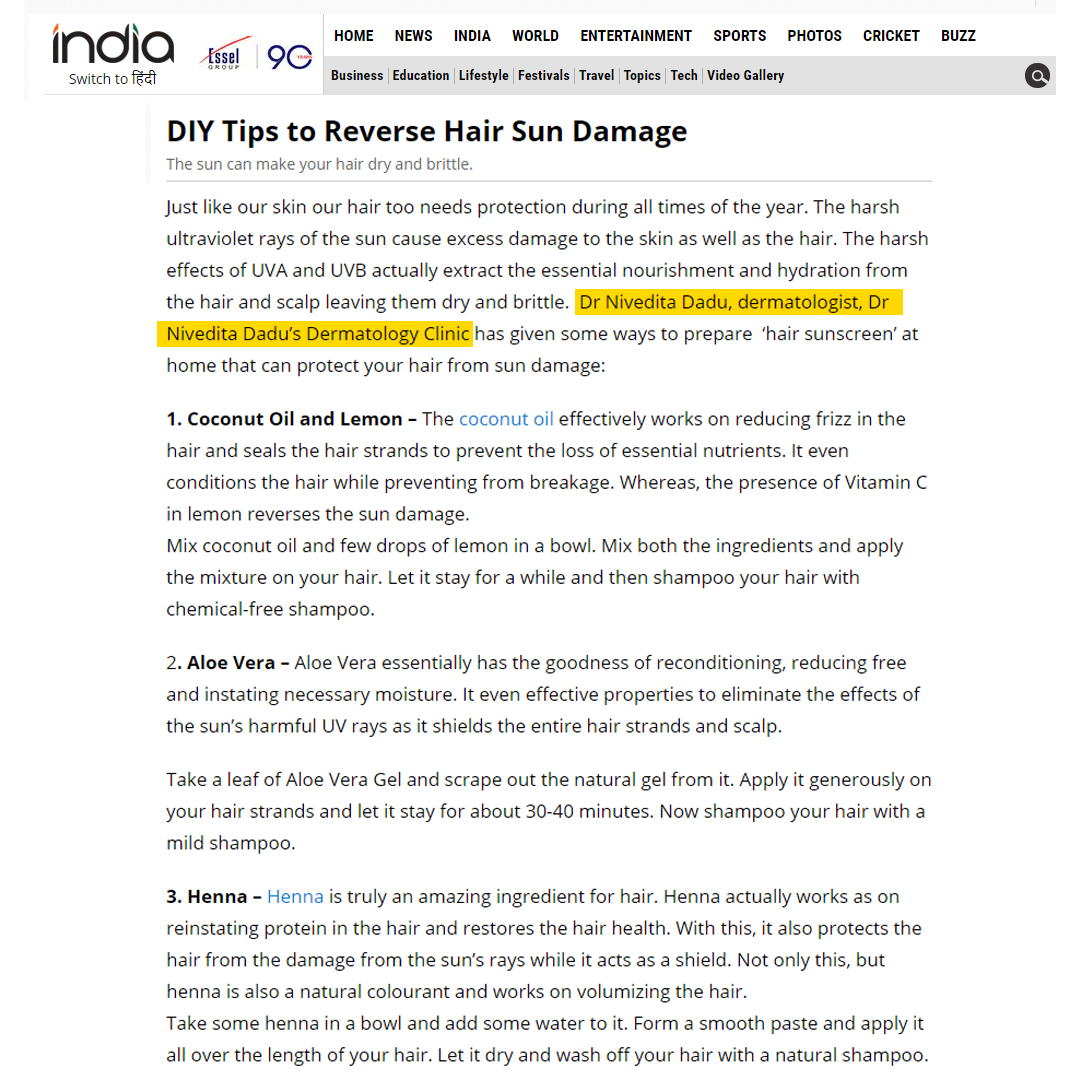 india
Switch to हिंदी
Essel
GROUP
90 YEARS
HOME NEWS INDIA WORLD ENTERTAINMENT SPORTS PHOTOS CRICKET BUZZ
Business Education Lifestyle Festivals Travel Topics Tech Video Gallery
DIY Tips to Reverse Hair Sun Damage
The sun can make your hair dry and brittle.
Just like our skin our hair too needs protection during all times of the year. The harsh
ultraviolet rays of the sun cause excess damage to the skin as well as the hair. The harsh
effects of UVA and UVB actually extract the essential nourishment and hydration from
the hair and scalp leaving them dry and brittle. Dr Nivedita Dadu, dermatologist, Dr
Nivedita Dadu’s Dermatology Clinic has given some ways to prepare ‘hair sunscreen’ at
home that can protect your hair from sun damage:
1. Coconut Oil and Lemon – The coconut oil effectively works on reducing frizz in the
hair and seals the hair strands to prevent the loss of essential nutrients. It even
conditions the hair while preventing from breakage. Whereas, the presence of Vitamin C
in lemon reverses the sun damage.
Mix coconut oil and few drops of lemon in a bowl. Mix both the ingredients and apply
the mixture on your hair. Let it stay for a while and then shampoo your hair with
chemical-free shampoo.
2. Aloe Vera – Aloe Vera essentially has the goodness of reconditioning, reducing free
and instating necessary moisture. It even effective properties to eliminate the effects of
the sun’s harmful UV rays as it shields the entire hair strands and scalp.
Take a leaf of Aloe Vera Gel and scrape out the natural gel from it. Apply it generously on
your hair strands and let it stay for about 30-40 minutes. Now shampoo your hair with a
mild shampoo.
3. Henna – Henna is truly an amazing ingredient for hair. Henna actually works as on
reinstating protein in the hair and restores the hair health. With this, it also protects the
hair from the damage from the sun’s rays while it acts as a shield. Not only this, but
henna is also a natural colourant and works on volumizing the hair.
Take some henna in a bowl and add some water to it. Form a smooth paste and apply it
all over the length of your hair. Let it dry and wash off your hair with a natural shampoo.